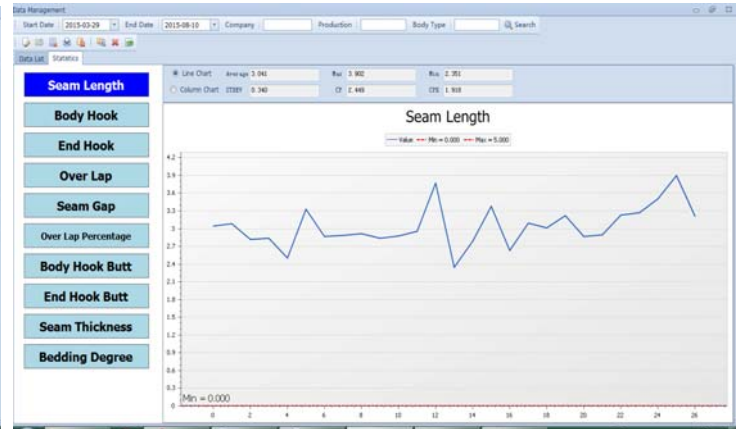 Data Management
Start Date 2015-03-29 End Date 2015-08-10 Company Production Body Type Search
Data List Statistics
Line Chart Average 3.041 Max 3.902 Min 2.351
Column Chart STDEV 0.340 CP 2.449 CPK 1.918
Seam Length
Body Hook
End Hook
Over Lap
Seam Gap
Over Lap Percentage
Body Hook Butt
End Hook Butt
Seam Thickness
Bedding Degree
Seam Length
Value Min = 0.000 Max = 5.000
4.2
3.9
3.6
3.3
3
2.7
2.4
2.1
1.8
1.5
1.2
0.9
0.6
0.3
0
Min = 0.000
0 2 4 6 8 10 12 14 16 18 20 22 24 26